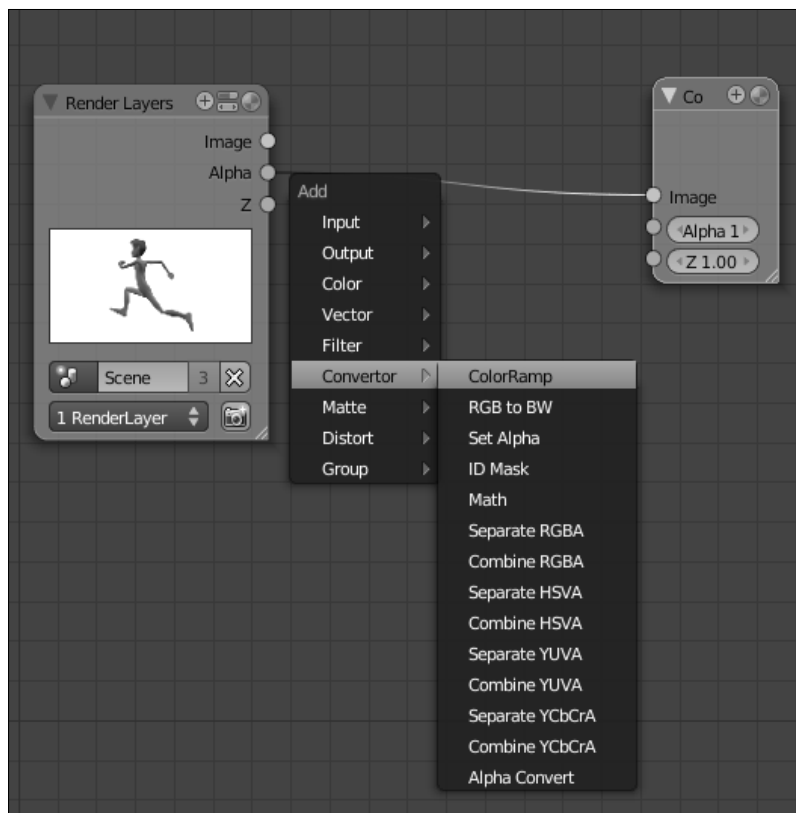 Render Layers
Image
Alpha
Z
Scene 3
1 RenderLayer
Add
Input
Output
Color
Vector
Filter
Convertor
Matte
Distort
Group
ColorRamp
RGB to BW
Set Alpha
ID Mask
Math
Separate RGBA
Combine RGBA
Separate HSVA
Combine HSVA
Separate YUVA
Combine YUVA
Separate YCbCrA
Combine YCbCrA
Alpha Convert
Co
Image
Alpha 1
Z 1.00